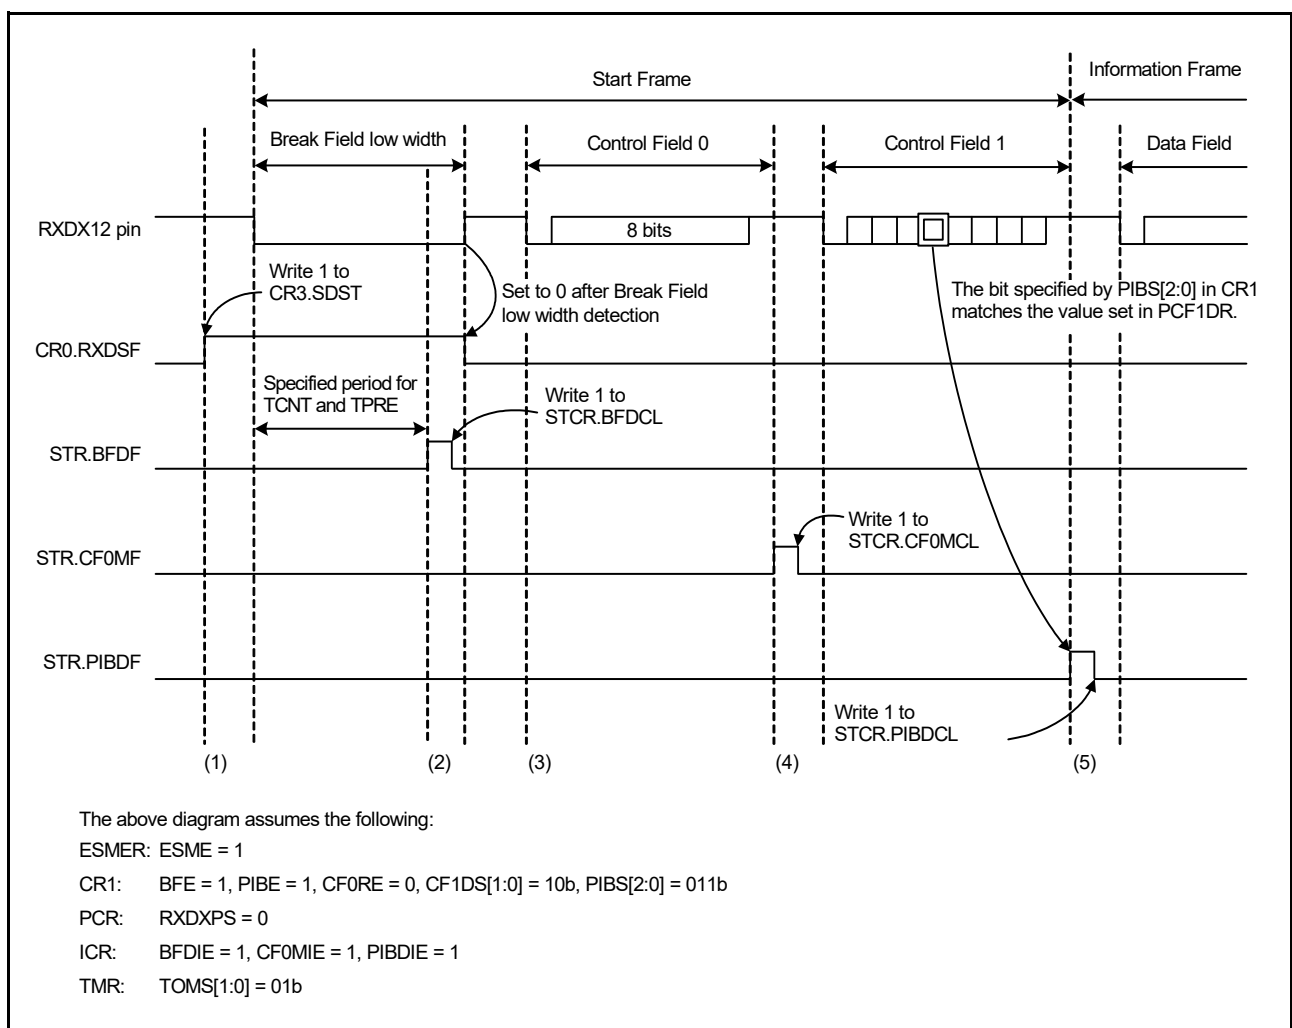 Start Frame
Information Frame
Break Field low width
Control Field 0
Control Field 1
Data Field
RXDX12 pin
8 bits
Write 1 to
CR3.SDST
Set to 0 after Break Field
low width detection
The bit specified by PIBS[2:0] in CR1
matches the value set in PCF1DR.
CR0.RXDSF
Specified period for
TCNT and TPRE
Write 1 to
STCR.BFDCL
STR.BFDF
Write 1 to
STCR.CF0MCL
STR.CF0MF
STR.PIBDF
Write 1 to
STCR.PIBDCL
(1)
(2)
(3)
(4)
(5)
The above diagram assumes the following:
ESMER: ESME = 1
CR1: BFE = 1, PIBE = 1, CF0RE = 0, CF1DS[1:0] = 10b, PIBS[2:0] = 011b
PCR: RXDXPS = 0
ICR: BFDIE = 1, CF0MIE = 1, PIBDIE = 1
TMR: TOMS[1:0] = 01b